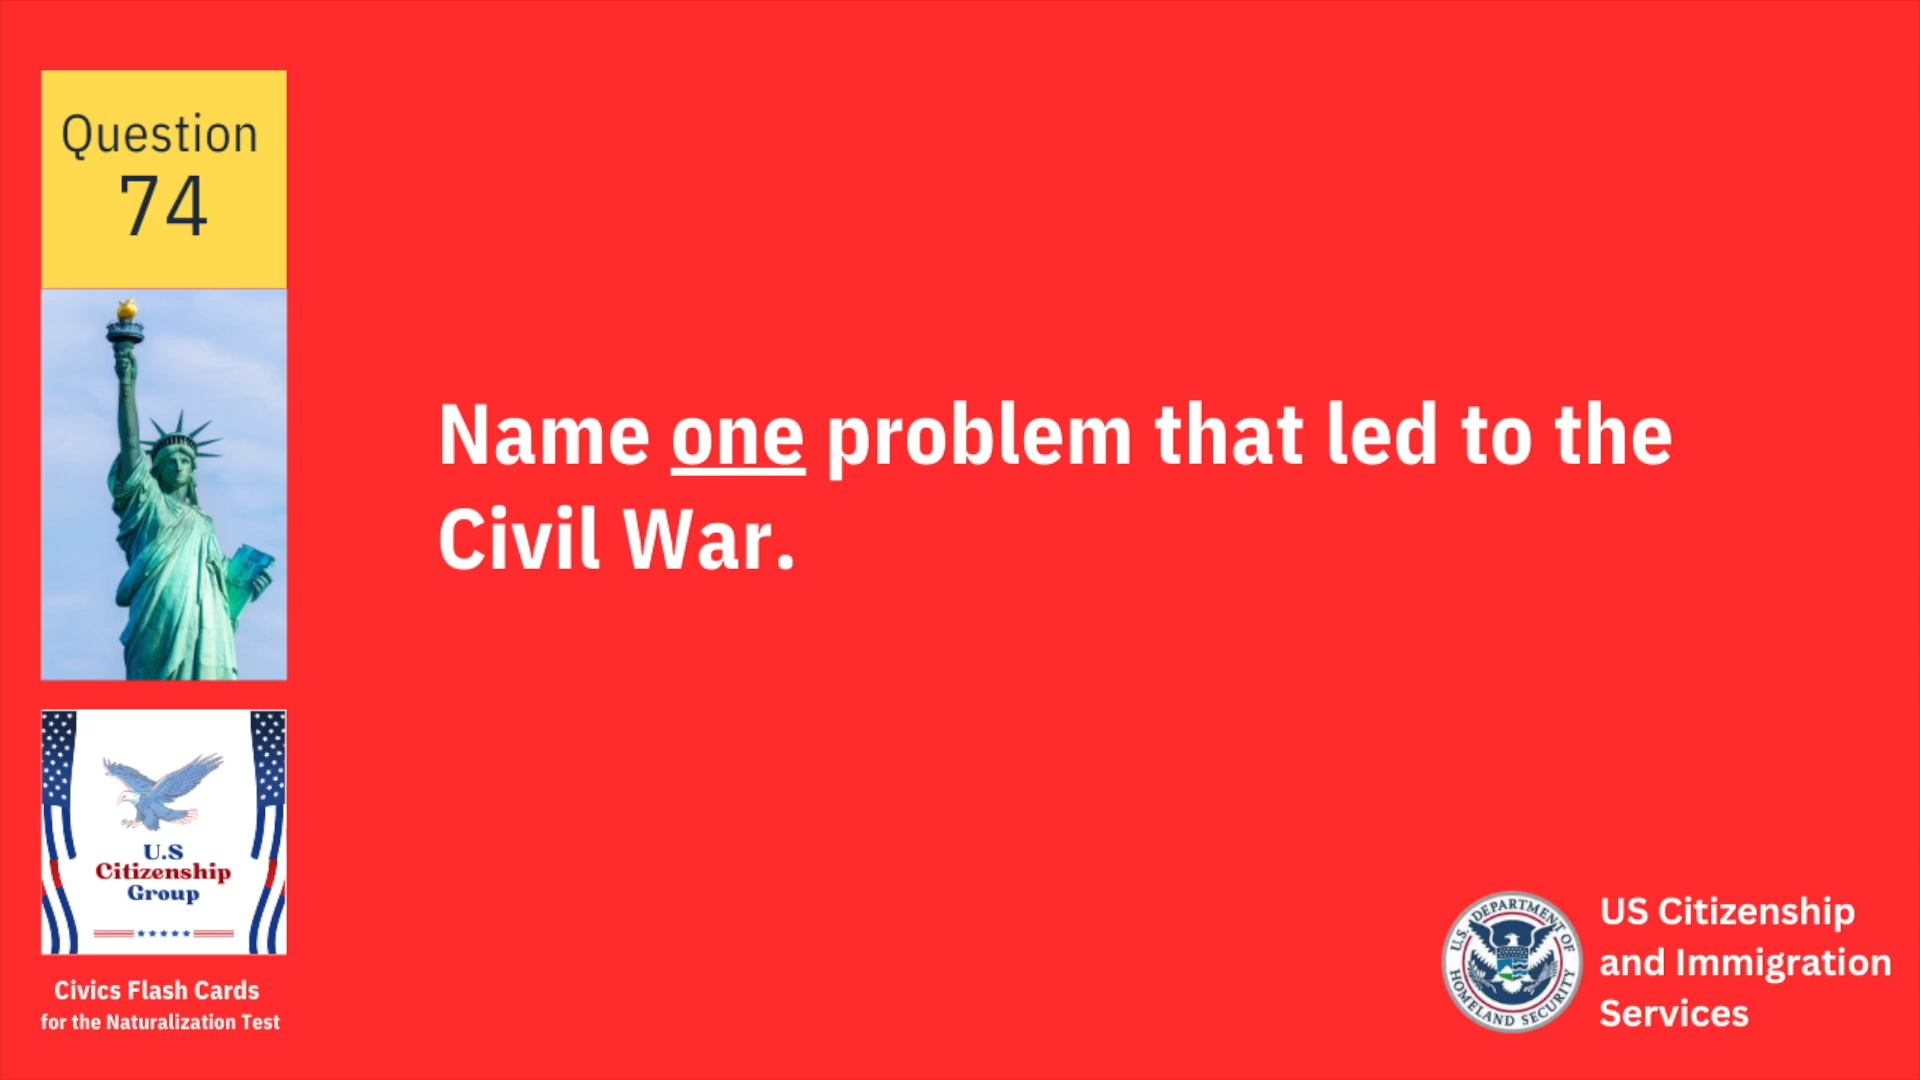 Question
74
Name one problem that led to the
Civil War.
U.S
Citizenship
Group
Civics Flash Cards
for the Naturalization Test
U.S. DEPARTMENT OF
HOMELAND SECURITY
US Citizenship
and Immigration
Services